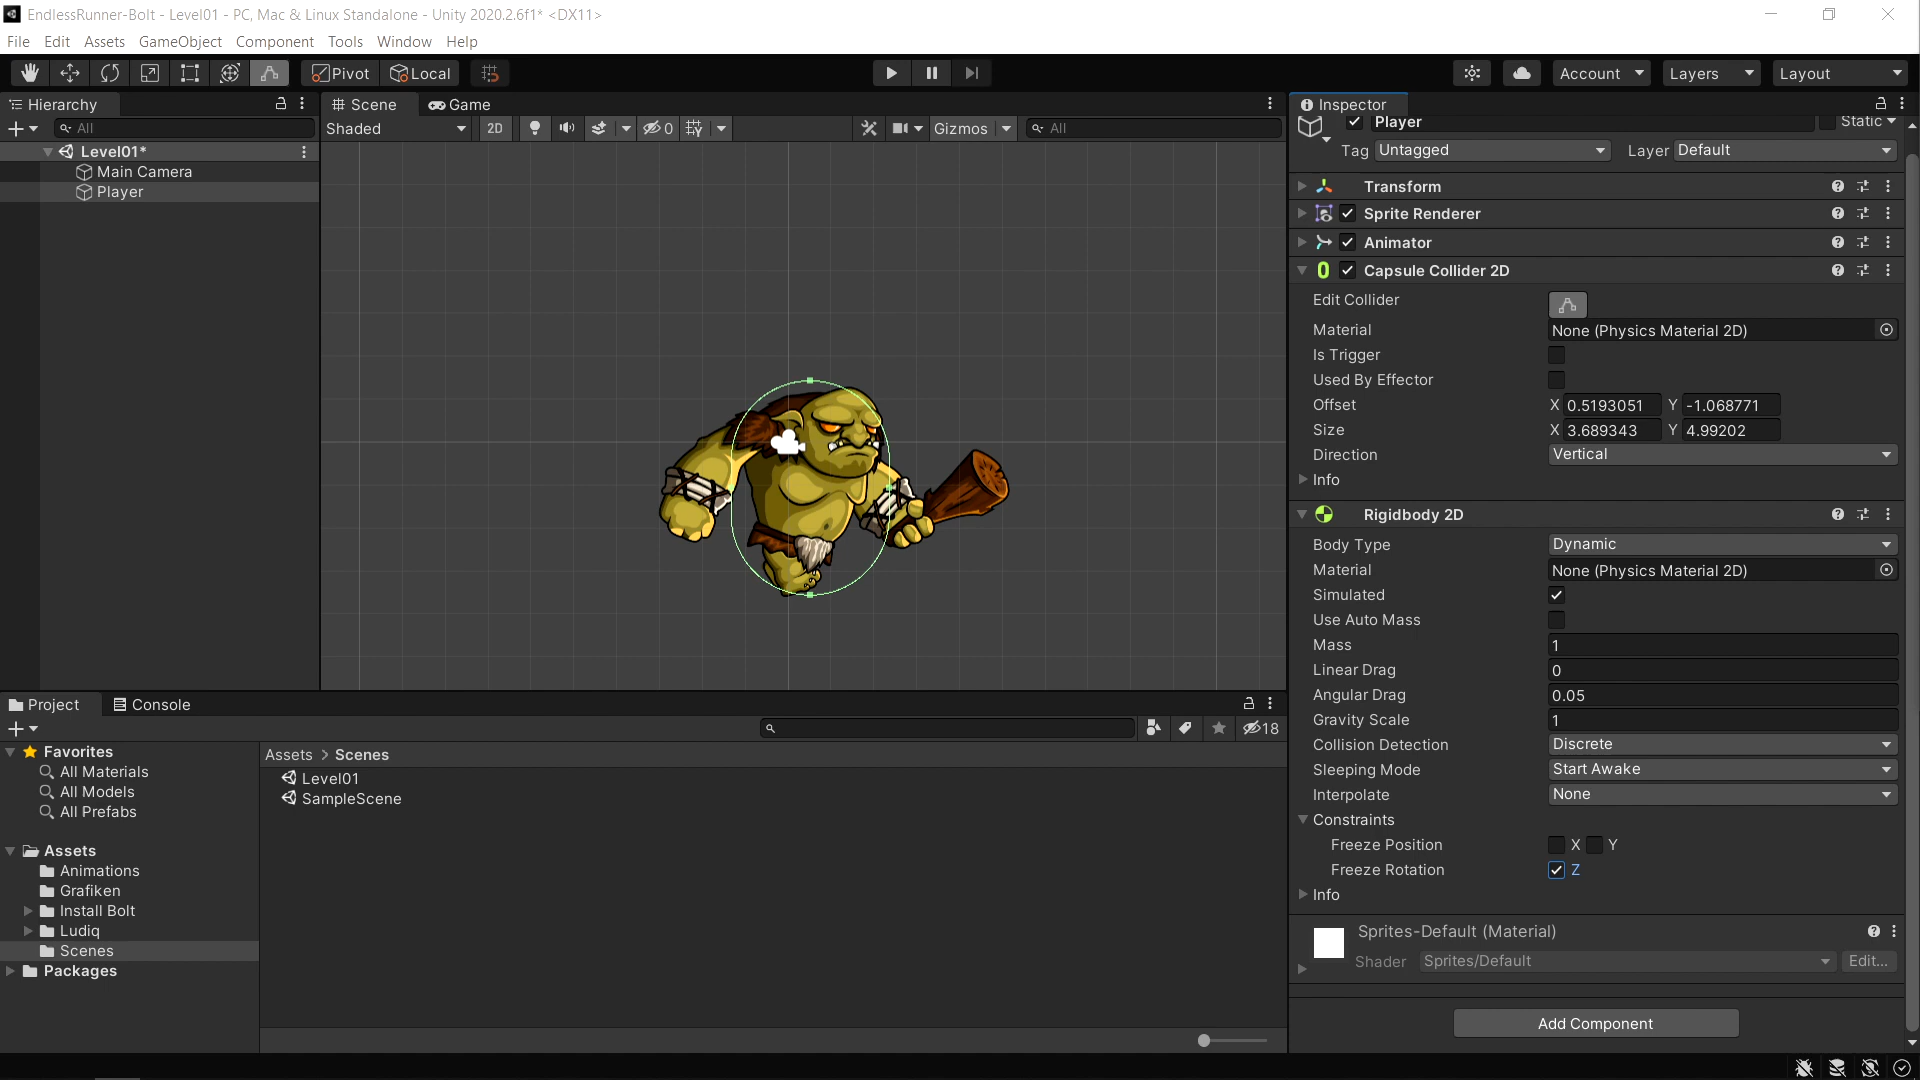 EndlessRunner-Bolt - Level01 - PC, Mac & Linux Standalone - Unity 2020.2.6f1* <DX11>
File Edit Assets GameObject Component Tools Window Help
Pivot Local Account Layers Layout
Hierarchy
All
Level01*
Main Camera
Player
Scene Game
Shaded 2D 0 Gizmos All
Inspector
Player Static
Tag Untagged Layer Default
Transform
Sprite Renderer
Animator
Capsule Collider 2D
Edit Collider
Material None (Physics Material 2D)
Is Trigger
Used By Effector
Offset X 0.5193051 Y -1.068771
Size X 3.689343 Y 4.99202
Direction Vertical
Info
Rigidbody 2D
Body Type Dynamic
Material None (Physics Material 2D)
Simulated
Use Auto Mass
Mass 1
Linear Drag 0
Angular Drag 0.05
Gravity Scale 1
Collision Detection Discrete
Sleeping Mode Start Awake
Interpolate None
Constraints
Freeze Position X Y
Freeze Rotation Z
Info
Sprites-Default (Material)
Shader Sprites/Default Edit...
Add Component
Project Console
18
Favorites
All Materials
All Models
All Prefabs
Assets
Animations
Grafiken
Install Bolt
Ludiq
Scenes
Packages
Assets > Scenes
Level01
SampleScene